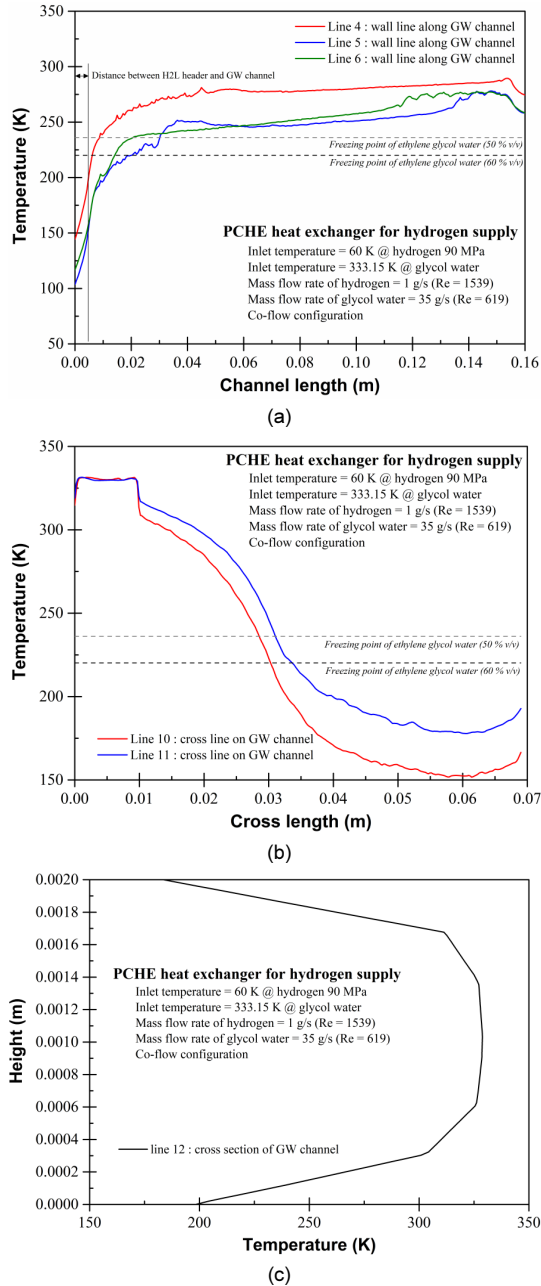 350
300
250
200
150
100
50
Temperature (K)
Line 4 : wall line along GW channel
Line 5 : wall line along GW channel
Line 6 : wall line along GW channel
Distance between H2L header and GW channel
Freezing point of ethylene glycol water (50 % v/v)
Freezing point of ethylene glycol water (60 % v/v)
PCHE heat exchanger for hydrogen supply
Inlet temperature = 60 K @ hydrogen 90 MPa
Inlet temperature = 333.15 K @ glycol water
Mass flow rate of hydrogen = 1 g/s (Re = 1539)
Mass flow rate of glycol water = 35 g/s (Re = 619)
Co-flow configuration
0.00 0.02 0.04 0.06 0.08 0.10 0.12 0.14 0.16
Channel length (m)
(a)
350
300
250
200
150
Temperature (K)
PCHE heat exchanger for hydrogen supply
Inlet temperature = 60 K @ hydrogen 90 MPa
Inlet temperature = 333.15 K @ glycol water
Mass flow rate of hydrogen = 1 g/s (Re = 1539)
Mass flow rate of glycol water = 35 g/s (Re = 619)
Co-flow configuration
Freezing point of ethylene glycol water (50 % v/v)
Freezing point of ethylene glycol water (60 % v/v)
Line 10 : cross line on GW channel
Line 11 : cross line on GW channel
0.00 0.01 0.02 0.03 0.04 0.05 0.06 0.07
Cross length (m)
(b)
0.0020
0.0018
0.0016
0.0014
0.0012
0.0010
0.0008
0.0006
0.0004
0.0002
0.0000
Height (m)
PCHE heat exchanger for hydrogen supply
Inlet temperature = 60 K @ hydrogen 90 MPa
Inlet temperature = 333.15 K @ glycol water
Mass flow rate of hydrogen = 1 g/s (Re = 1539)
Mass flow rate of glycol water = 35 g/s (Re = 619)
Co-flow configuration
line 12 : cross section of GW channel
150 200 250 300 350
Temperature (K)
(c)